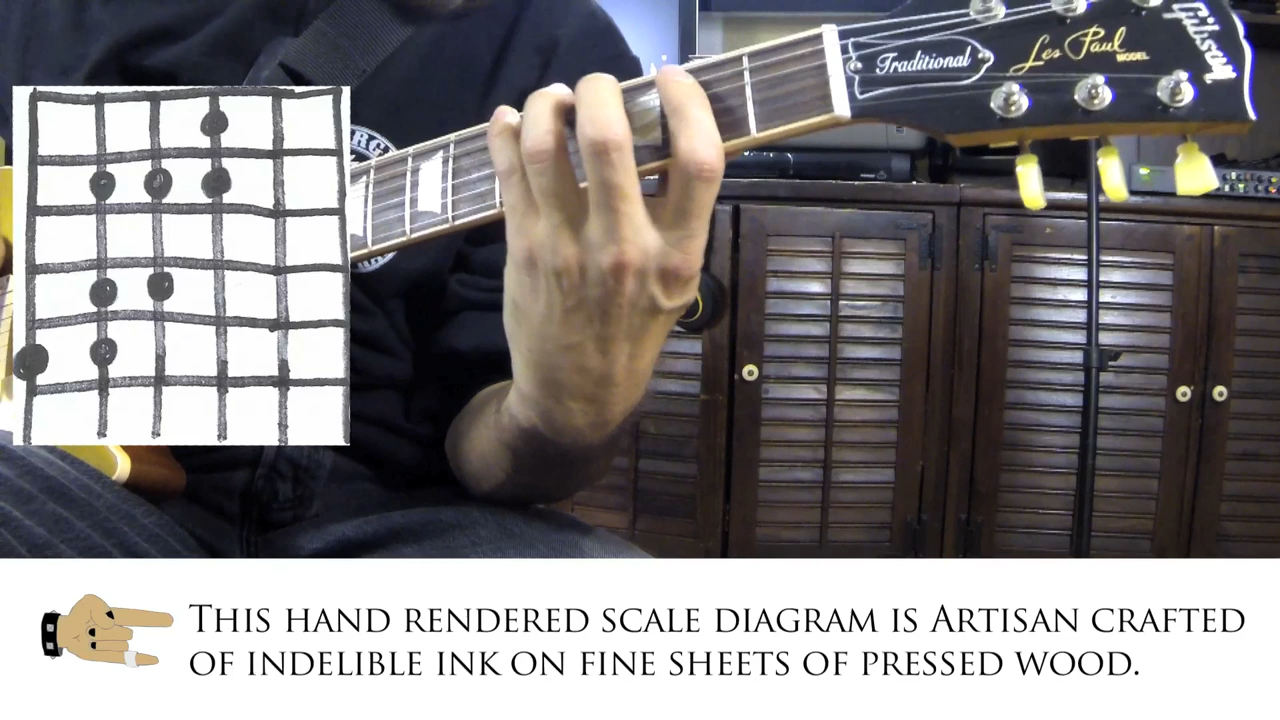 Gibson
Les Paul
MODEL
Traditional
THIS HAND RENDERED SCALE DIAGRAM IS ARTISAN CRAFTED
OF INDELIBLE INK ON FINE SHEETS OF PRESSED WOOD.